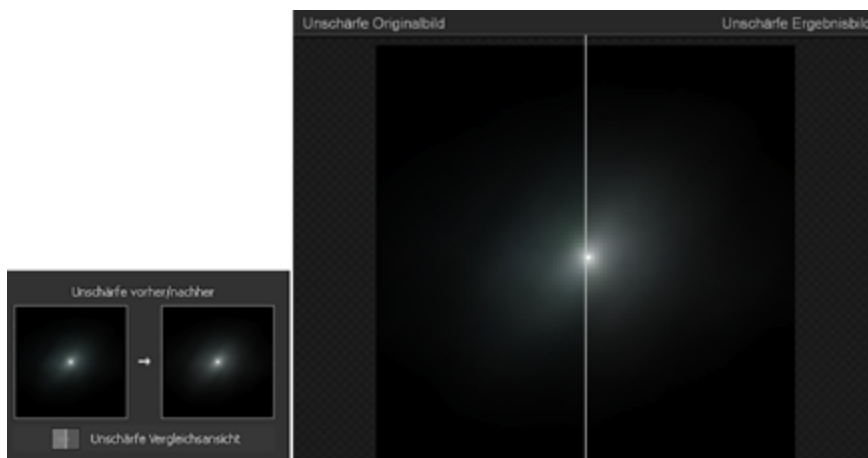 Unschärfe Originalbild
Unschärfe Ergebnisbild
Unschärfe vorher/nachher
Unschärfe Vergleichsansicht